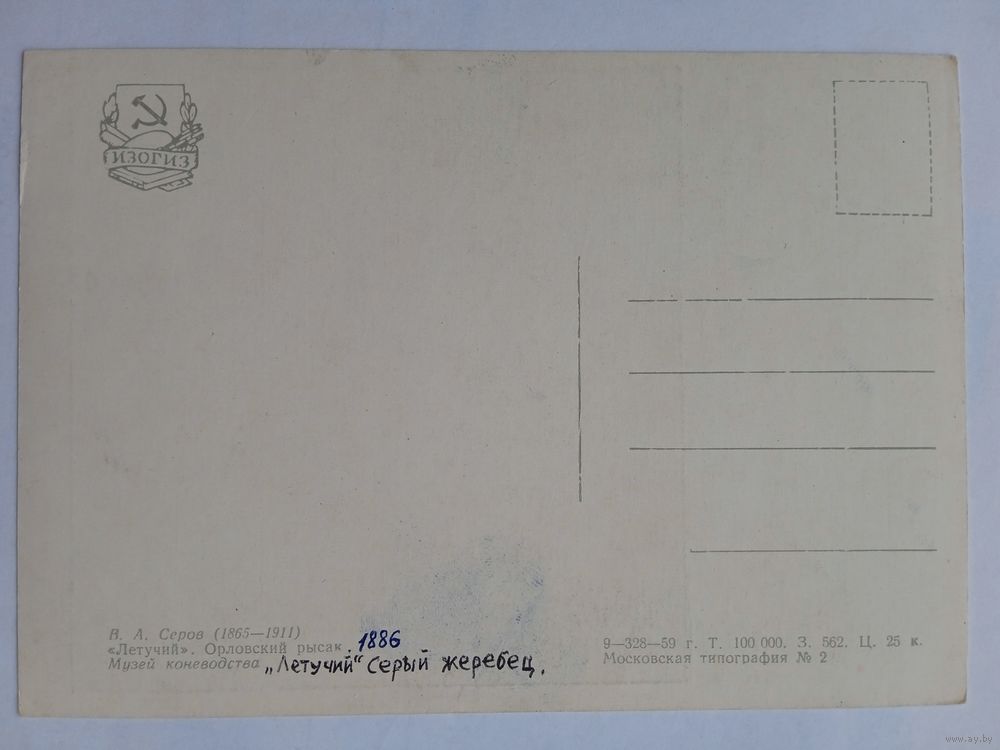 ИЗОГИЗ
В. А. Серов (1865—1911)
«Летучий». Орловский рысак. 1886
Музей коневодства „Летучий“ Серый жеребец.
9—328—59 г. Т. 100 000. З. 562. Ц. 25 к.
Московская типография № 2
www.ay.by